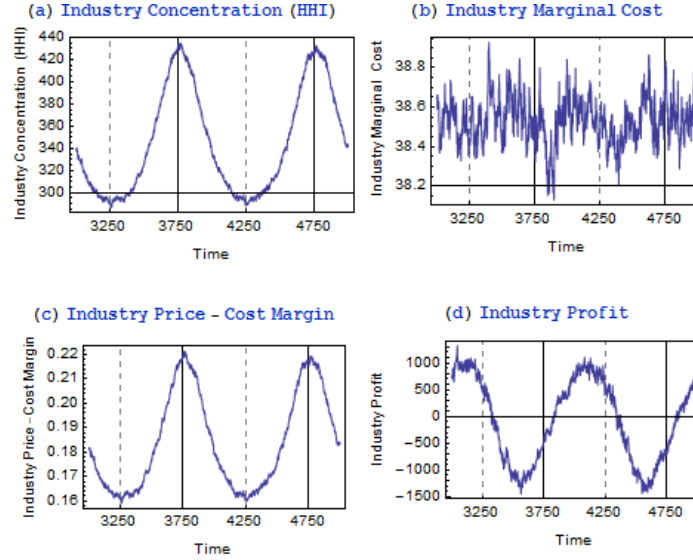 (a) Industry Concentration (HHI)
Industry Concentration (HHI)
440
420
400
380
360
340
320
300
3250 3750 4250 4750
Time
(b) Industry Marginal Cost
Industry Marginal Cost
38.8
38.6
38.4
38.2
3250 3750 4250 4750
Time
(c) Industry Price - Cost Margin
Industry Price - Cost Margin
0.22
0.21
0.20
0.19
0.18
0.17
0.16
3250 3750 4250 4750
Time
(d) Industry Profit
Industry Profit
1000
500
0
-500
-1000
-1500
3250 3750 4250 4750
Time